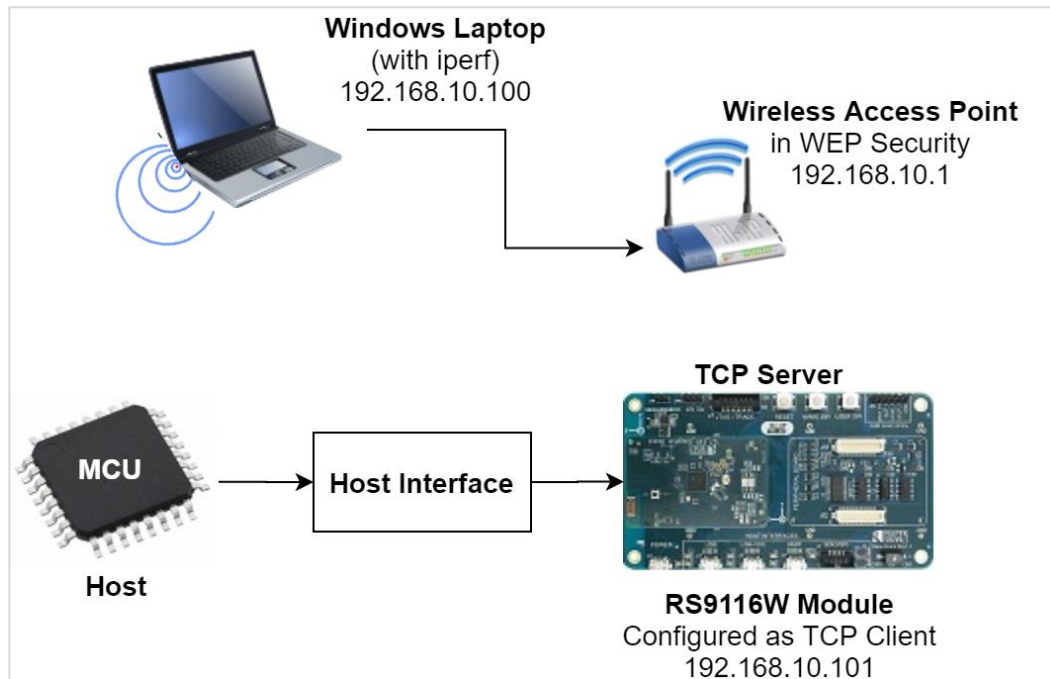 Windows Laptop
(with iperf)
192.168.10.100
Wireless Access Point
in WEP Security
192.168.10.1
TCP Server
MCU
Host Interface
Host
RS9116W Module
Configured as TCP Client
192.168.10.101